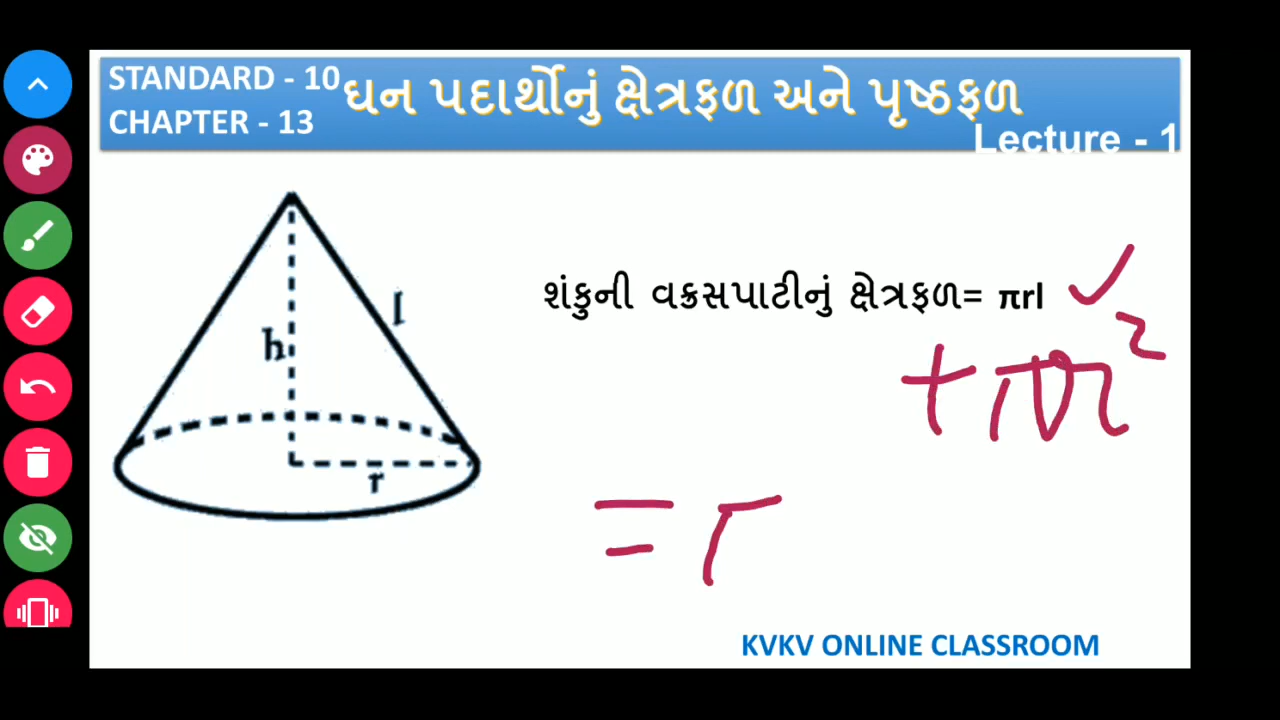 STANDARD - 10
CHAPTER - 13
ઘન પદાર્થોનું ક્ષેત્રફળ અને પૃષ્ઠફળ
Lecture - 1
l
h
r
શંકુની વક્રસપાટીનું ક્ષેત્રફળ= πrl ✓
+ πr²
=
KVKV ONLINE CLASSROOM